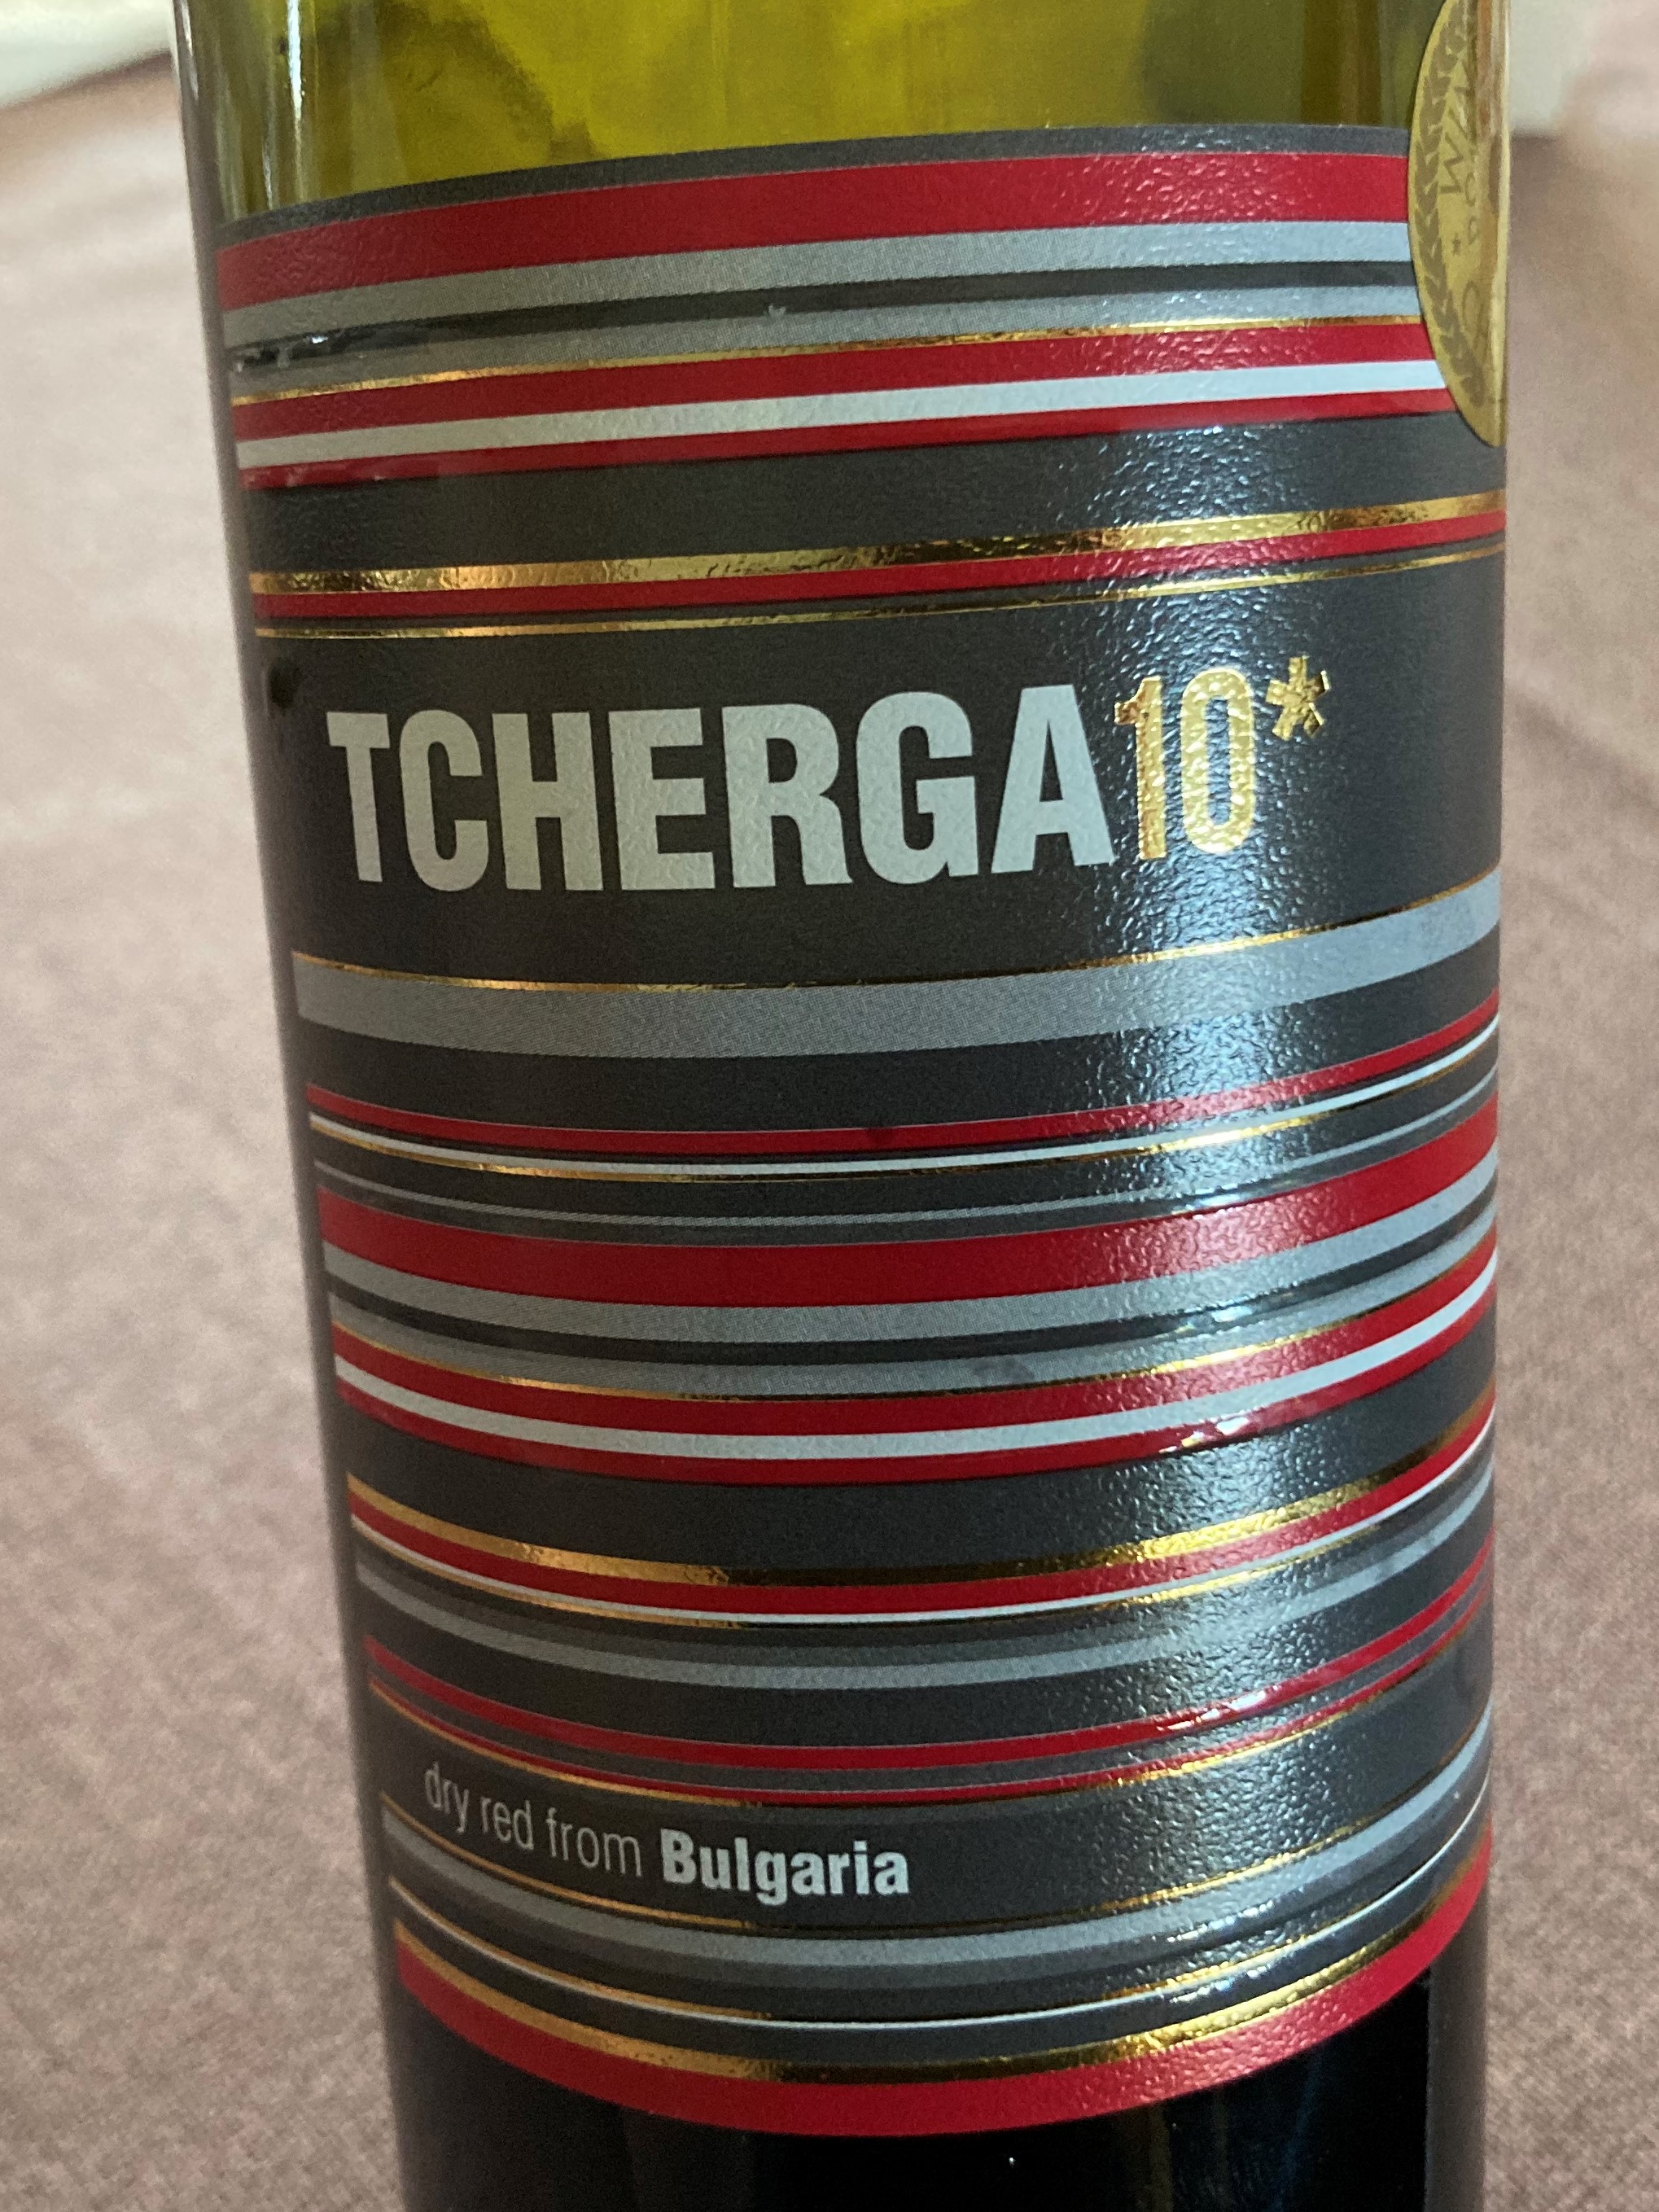 TCHERGA10*
dry red from Bulgaria